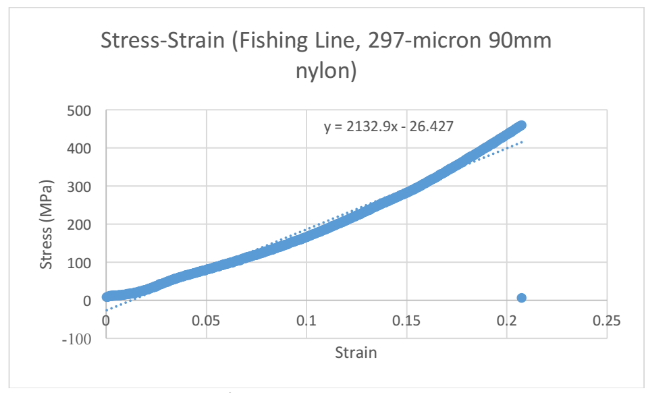 Stress-Strain (Fishing Line, 297-micron 90mm
nylon)
y = 2132.9x - 26.427
500
400
300
200
100
0
-100
Stress (MPa)
0 0.05 0.1 0.15 0.2 0.25
Strain